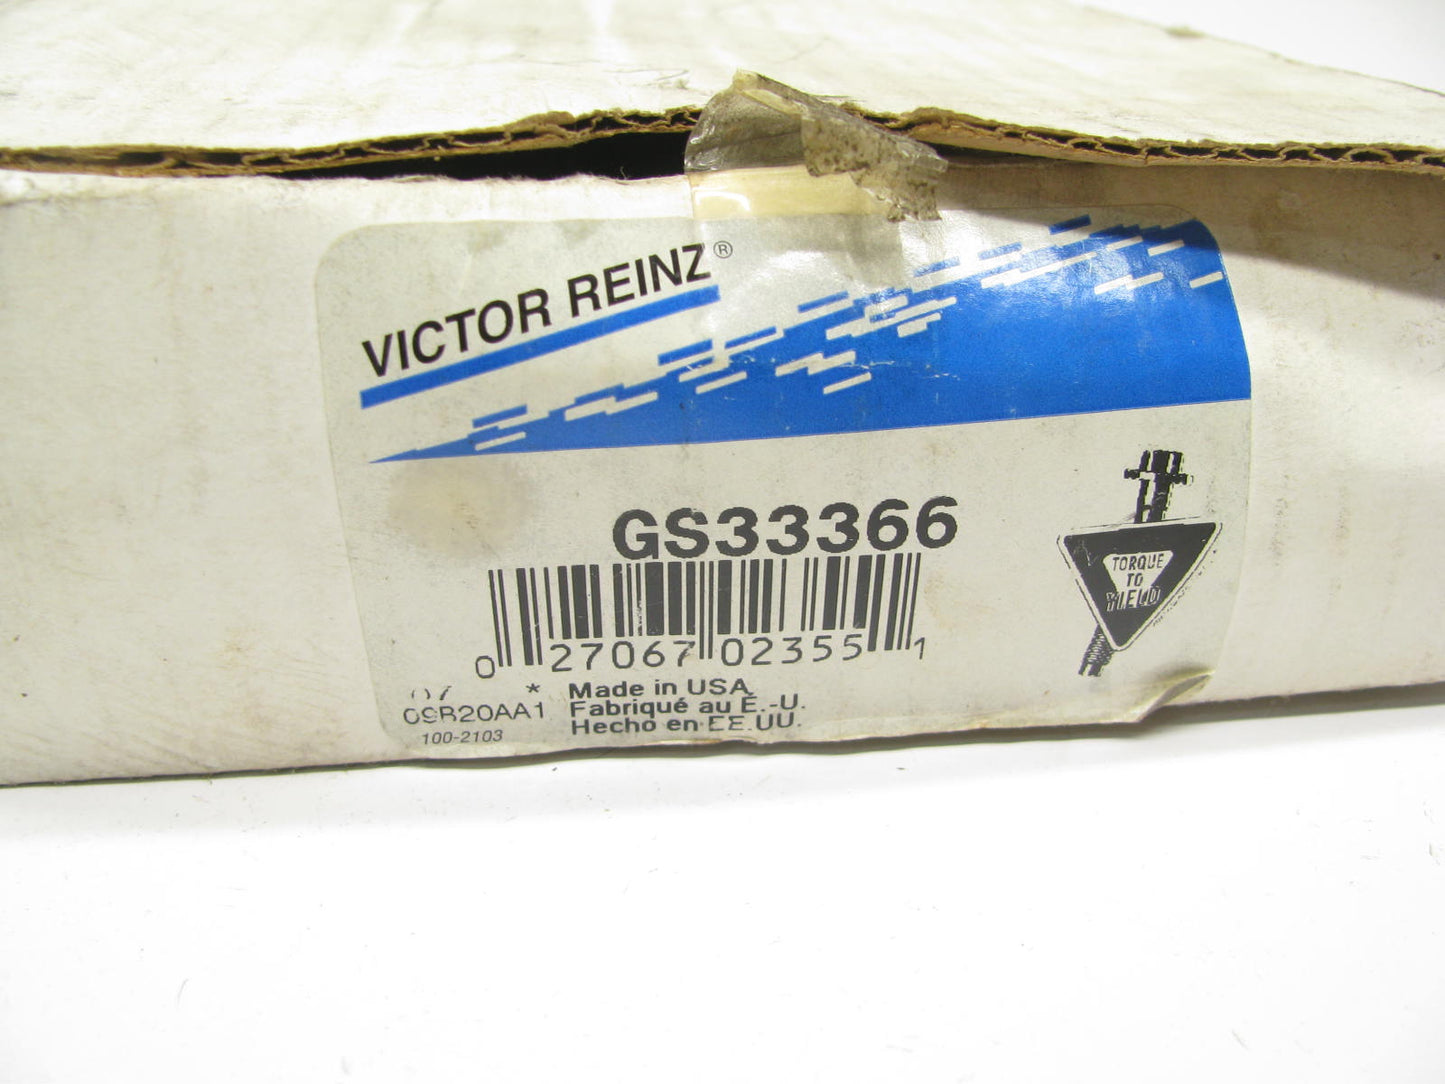 VICTOR REINZ®
GS33366
TORQUE
TO
YIELD
0 27067 02355 1
07 *
09B20AA1
100-2103
Made in USA
Fabriqué au É.-U.
Hecho en EE.UU.